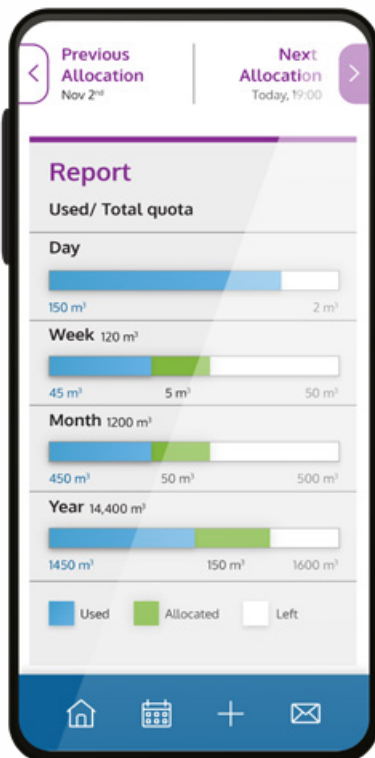 Previous
Allocation
Nov 2ⁿᵈ
Next
Allocation
Today, 19:00
Report
Used/ Total quota
Day
150 m³ 2 m³
Week 120 m³
45 m³ 5 m³ 50 m³
Month 1200 m³
450 m³ 50 m³ 500 m³
Year 14,400 m³
1450 m³ 150 m³ 1600 m³
Used Allocated Left